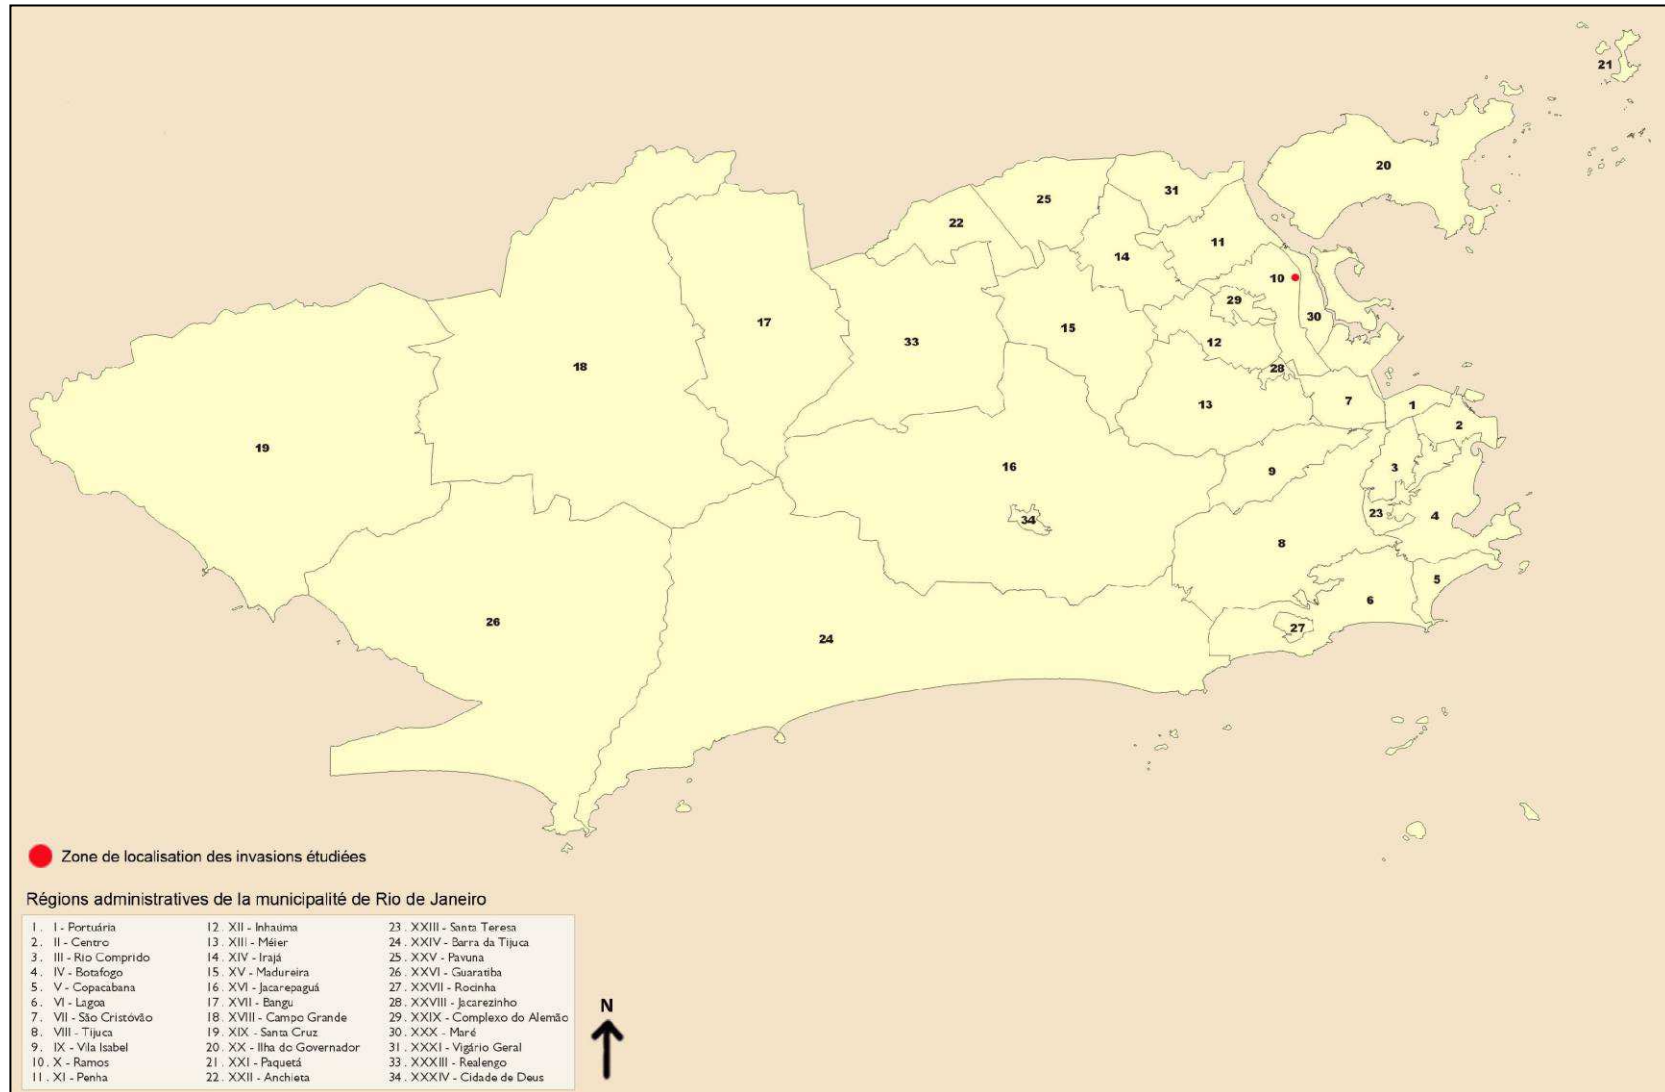 21
20
31
25
22
11
14
10
29
30
17
15
33
12
18
28
13
7
1
2
19
9
3
16
23
4
34
8
5
6
26
27
24
Zone de localisation des invasions étudiées
Régions administratives de la municipalité de Rio de Janeiro
1. I - Portuária
2. II - Centro
3. III - Rio Comprido
4. IV - Botafogo
5. V - Copacabana
6. VI - Lagoa
7. VII - São Cristóvão
8. VIII - Tijuca
9. IX - Vila Isabel
10. X - Ramos
11. XI - Penha
12. XII - Inhaúma
13. XIII - Méier
14. XIV - Irajá
15. XV - Madureira
16. XVI - Jacarepaguá
17. XVII - Bangu
18. XVIII - Campo Grande
19. XIX - Santa Cruz
20. XX - Ilha do Governador
21. XXI - Paquetá
22. XXII - Anchieta
23. XXIII - Santa Teresa
24. XXIV - Barra da Tijuca
25. XXV - Pavuna
26. XXVI - Guaratiba
27. XXVII - Rocinha
28. XXVIII - Jacarezinho
29. XXIX - Complexo do Alemão
30. XXX - Maré
31. XXXI - Vigário Geral
33. XXXIII - Realengo
34. XXXIV - Cidade de Deus
N